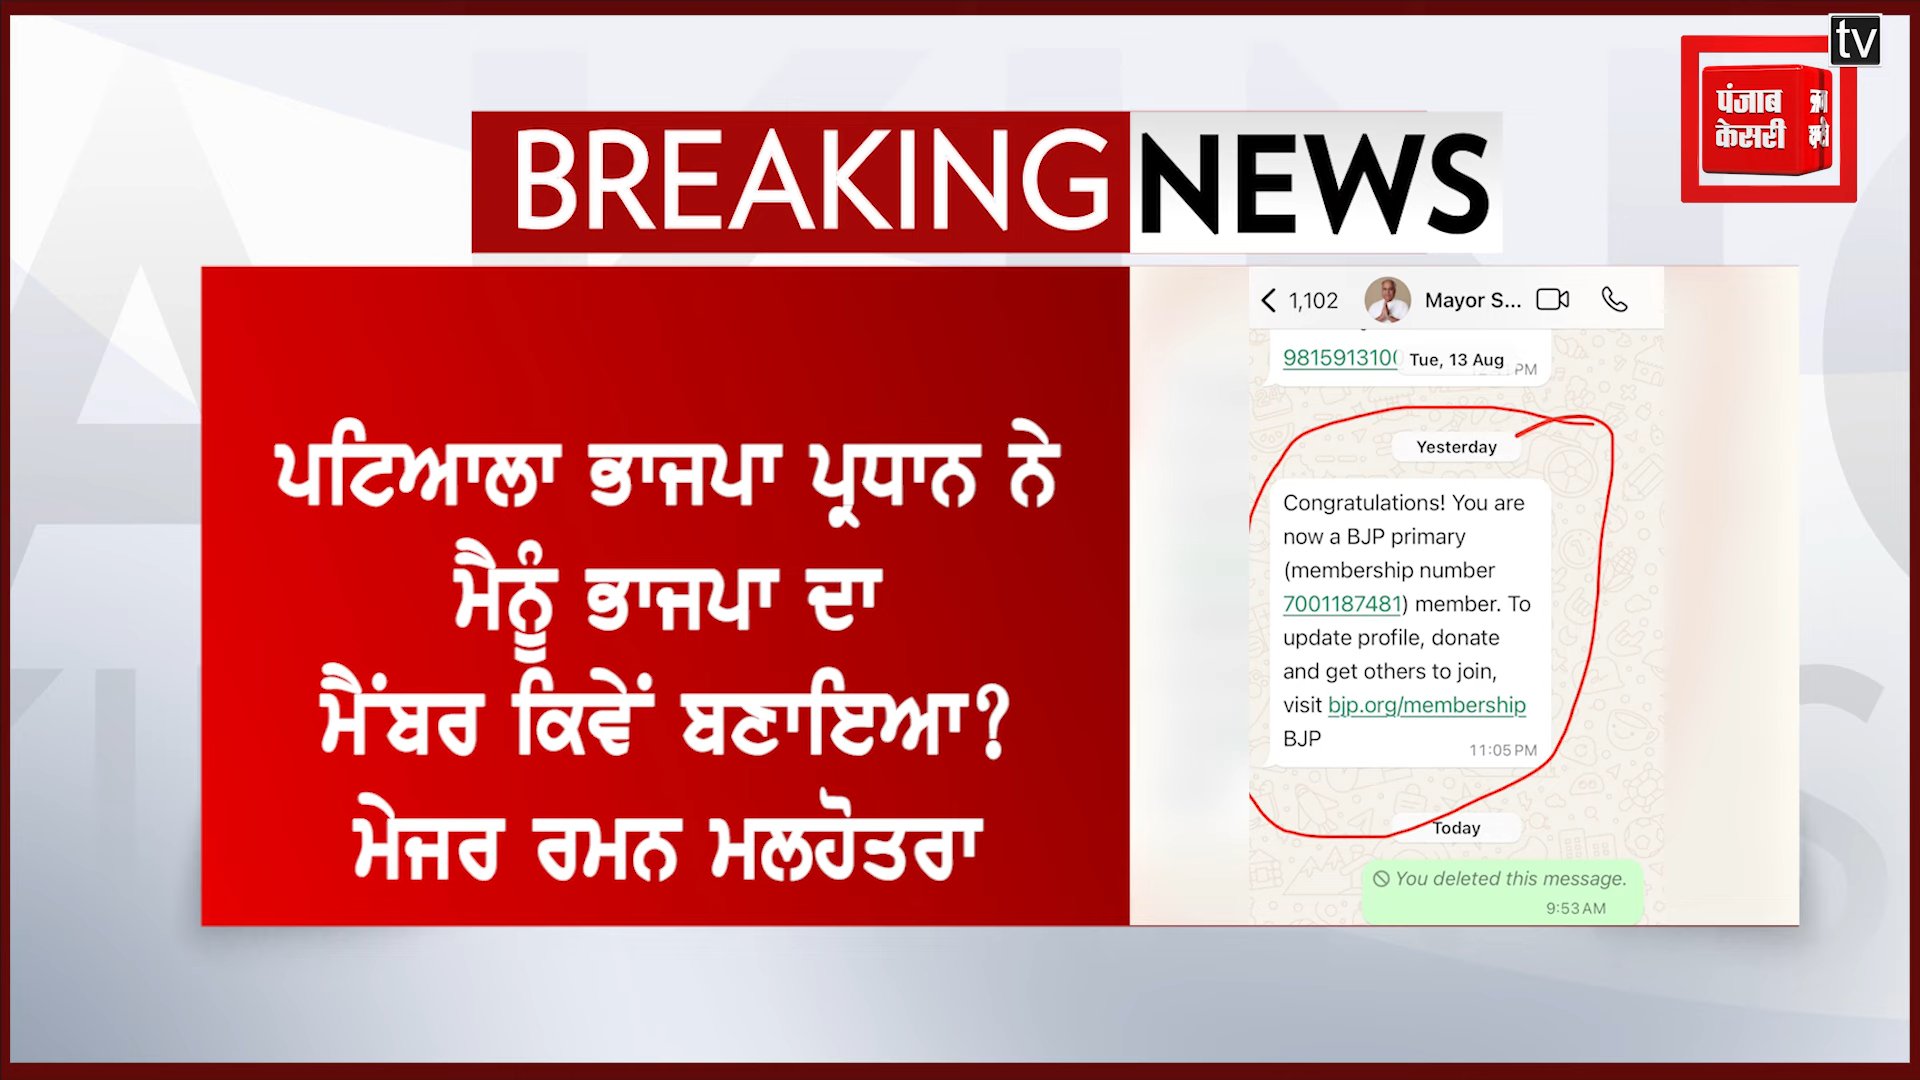 tv
पंजाब
केसरी
BREAKING NEWS
ਪਟਿਆਲਾ ਭਾਜਪਾ ਪ੍ਰਧਾਨ ਨੇ
ਮੈਨੂੰ ਭਾਜਪਾ ਦਾ
ਮੈਂਬਰ ਕਿਵੇਂ ਬਣਾਇਆ?
ਮੇਜਰ ਰਮਨ ਮਲਹੋਤਰਾ
1,102 Mayor S...
981591310 Tue, 13 Aug PM
Yesterday
Congratulations! You are
now a BJP primary
(membership number
7001187481) member. To
update profile, donate
and get others to join,
visit bjp.org/membership
BJP
11:05 PM
Today
You deleted this message.
9:53 AM